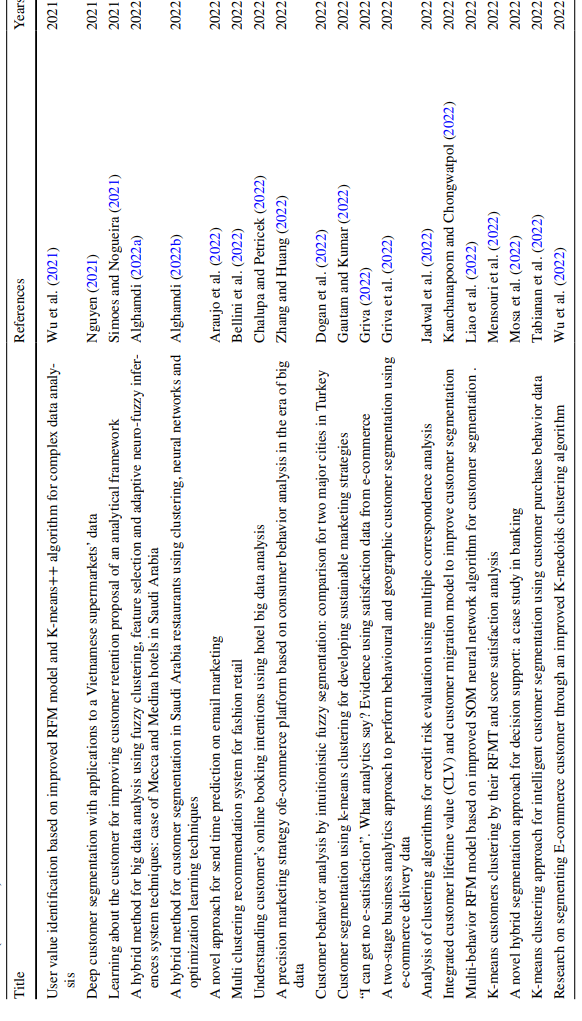 Title References Years
User value identification based on improved RFM model and K-means++ algorithm for complex data analy- Wu et al. (2021) 2021
sis
Deep customer segmentation with applications to a Vietnamese supermarkets' data Nguyen (2021) 2021
Learning about the customer for improving customer retention proposal of an analytical framework Simoes and Nogueira (2021) 2021
A hybrid method for big data analysis using fuzzy clustering, feature selection and adaptive neuro-fuzzy infer- Alghamdi (2022a) 2022
ences system techniques: case of Mecca and Medina hotels in Saudi Arabia
A hybrid method for customer segmentation in Saudi Arabia restaurants using clustering, neural networks and Alghamdi (2022b) 2022
optimization learning techniques
A novel approach for send time prediction on email marketing Araujo et al. (2022) 2022
Multi clustering recommendation system for fashion retail Bellini et al. (2022) 2022
Understanding customer's online booking intentions using hotel big data analysis Chalupa and Petricek (2022) 2022
A precision marketing strategy ofe-commerce platform based on consumer behavior analysis in the era of big Zhang and Huang (2022) 2022
data
Customer behavior analysis by intuitionistic fuzzy segmentation: comparison for two major cities in Turkey Dogan et al. (2022) 2022
Customer segmentation using k-means clustering for developing sustainable marketing strategies Gautam and Kumar (2022) 2022
"I can get no e-satisfaction". What analytics say? Evidence using satisfaction data from e-commerce Griva (2022) 2022
A two-stage business analytics approach to perform behavioural and geographic customer segmentation using Griva et al. (2022) 2022
e-commerce delivery data
Analysis of clustering algorithms for credit risk evaluation using multiple correspondence analysis Jadwal et al. (2022) 2022
Integrated customer lifetime value (CLV) and customer migration model to improve customer segmentation Kanchanapoom and Chongwatpol (2022) 2022
Multi-behavior RFM model based on improved SOM neural network algorithm for customer segmentation . Liao et al. (2022) 2022
K-means customers clustering by their RFMT and score satisfaction analysis Mensouri et al. (2022) 2022
A novel hybrid segmentation approach for decision support: a case study in banking Mosa et al. (2022) 2022
K-means clustering approach for intelligent customer segmentation using customer purchase behavior data Tabianan et al. (2022) 2022
Research on segmenting E-commerce customer through an improved K-medoids clustering algorithm Wu et al. (2022) 2022